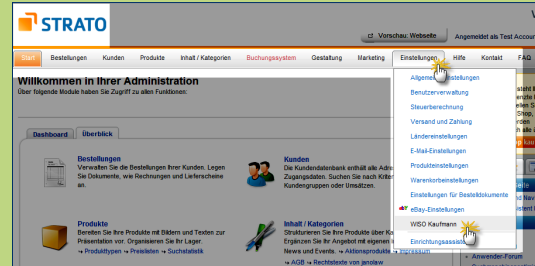 STRATO
Vorschau: Webseite
Angemeldet als Test Accoun
Start Bestellungen Kunden Produkte Inhalt / Kategorien Buchungssystem Gestaltung Marketing Einstellungen Hilfe Kontakt FAQ
Willkommen in Ihrer Administration
Über folgende Module haben Sie Zugriff zu allen Funktionen:
Dashboard Überblick
Bestellungen
Verwalten Sie die Bestellungen Ihrer Kunden. Legen
Sie Dokumente, wie Rechnungen und Lieferscheine
an.
Kunden
Die Kundendatenbank enthält alle Adre
Zugangsdaten. Suchen Sie nach Kriter
Kundengruppen oder Umsätzen.
Produkte
Bereiten Sie Ihre Produkte mit Bildern und Texten zur
Präsentation vor. Organisieren Sie Ihr Lager.
Produkttypen Preislisten Suchstatistik
Inhalt / Kategorien
Strukturieren Sie Ihre Produkte über Ka
Ergänzen Sie Ihr Angebot mit eigenen
News und Events. Aktionsprodukte Impressum
AGB Rechtstexte von janolaw
Allgemeine Einstellungen
Benutzerverwaltung
Steuerberechnung
Versand und Zahlung
Ländereinstellungen
E-Mail-Einstellungen
Produkteinstellungen
Warenkorbeinstellungen
Einstellungen für Bestelldokumente
eBay-Einstellungen
WISO Kaufmann
Einrichtungsassiste
Anwender-Forum